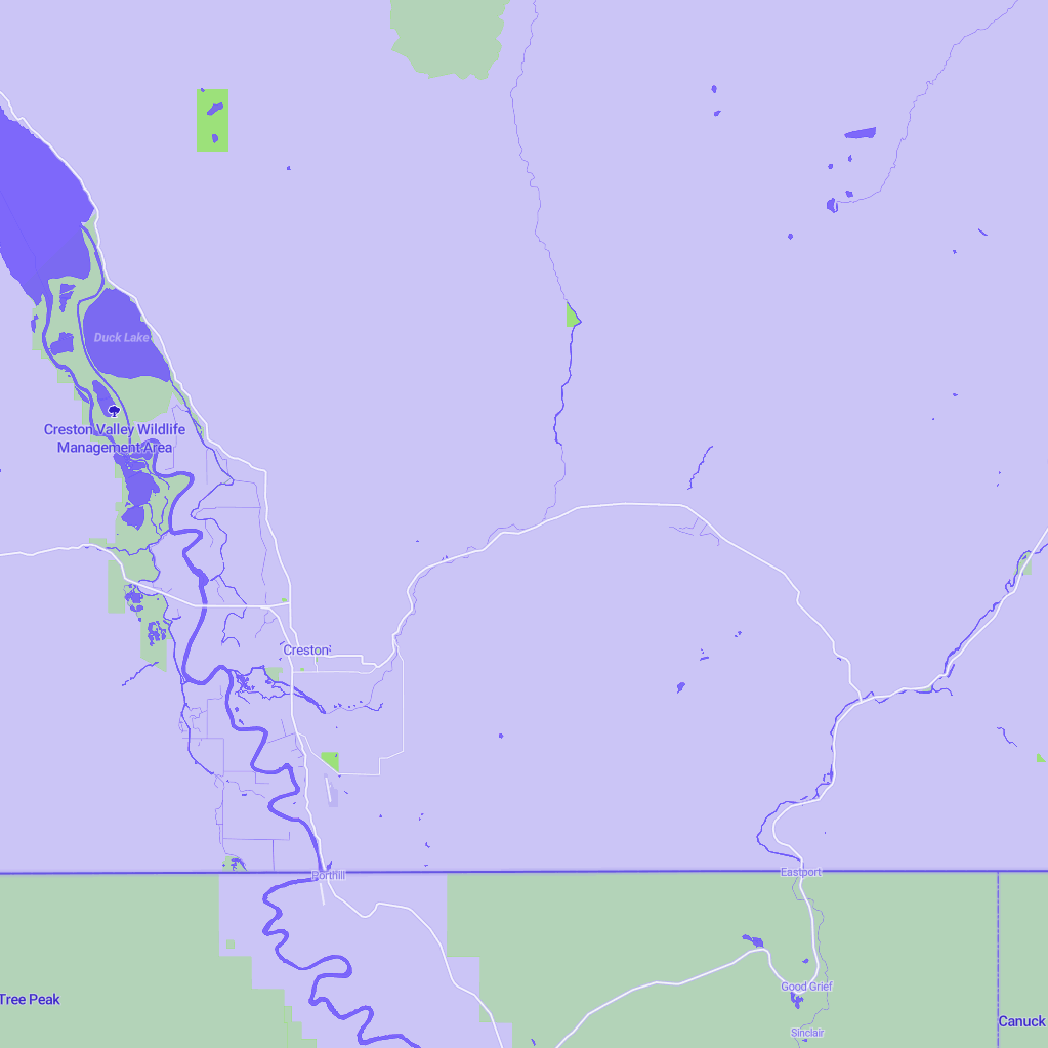 Duck Lake
Creston Valley Wildlife
Management Area
Creston
Porthill
Eastport
Good Grief
Tree Peak
Canuck
Sinclair